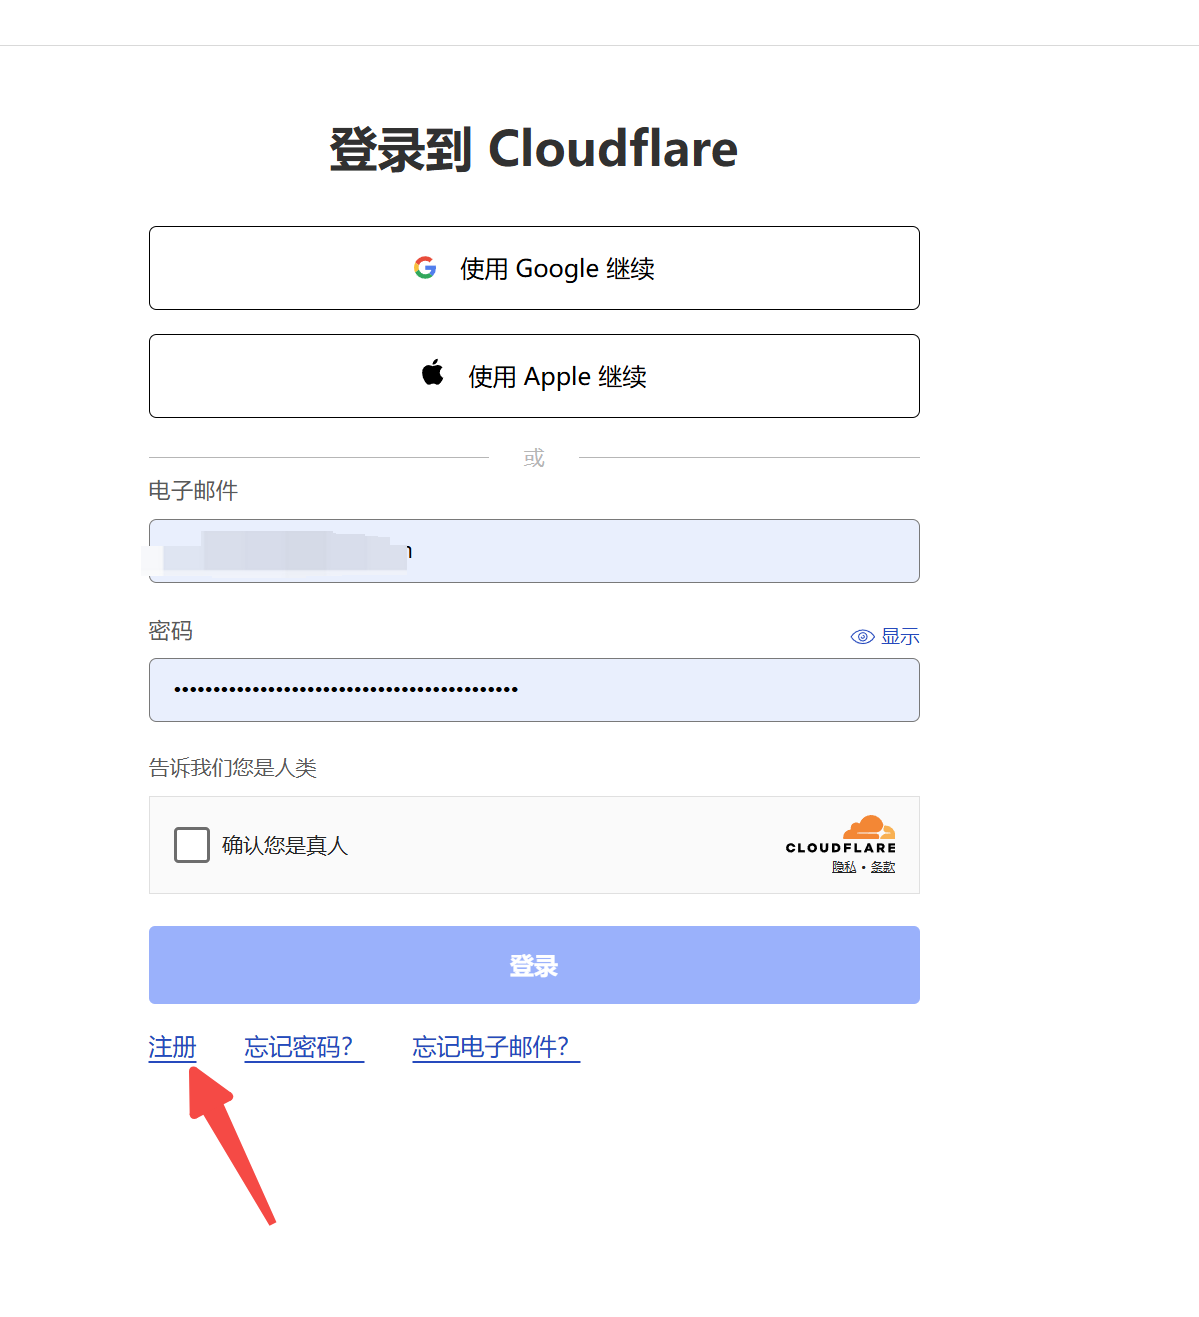 登录到 Cloudflare
使用 Google 继续
使用 Apple 继续
或
电子邮件
密码
显示
告诉我们您是人类
确认您是真人
CLOUDFLARE
隐私 • 条款
登录
注册 忘记密码？ 忘记电子邮件？